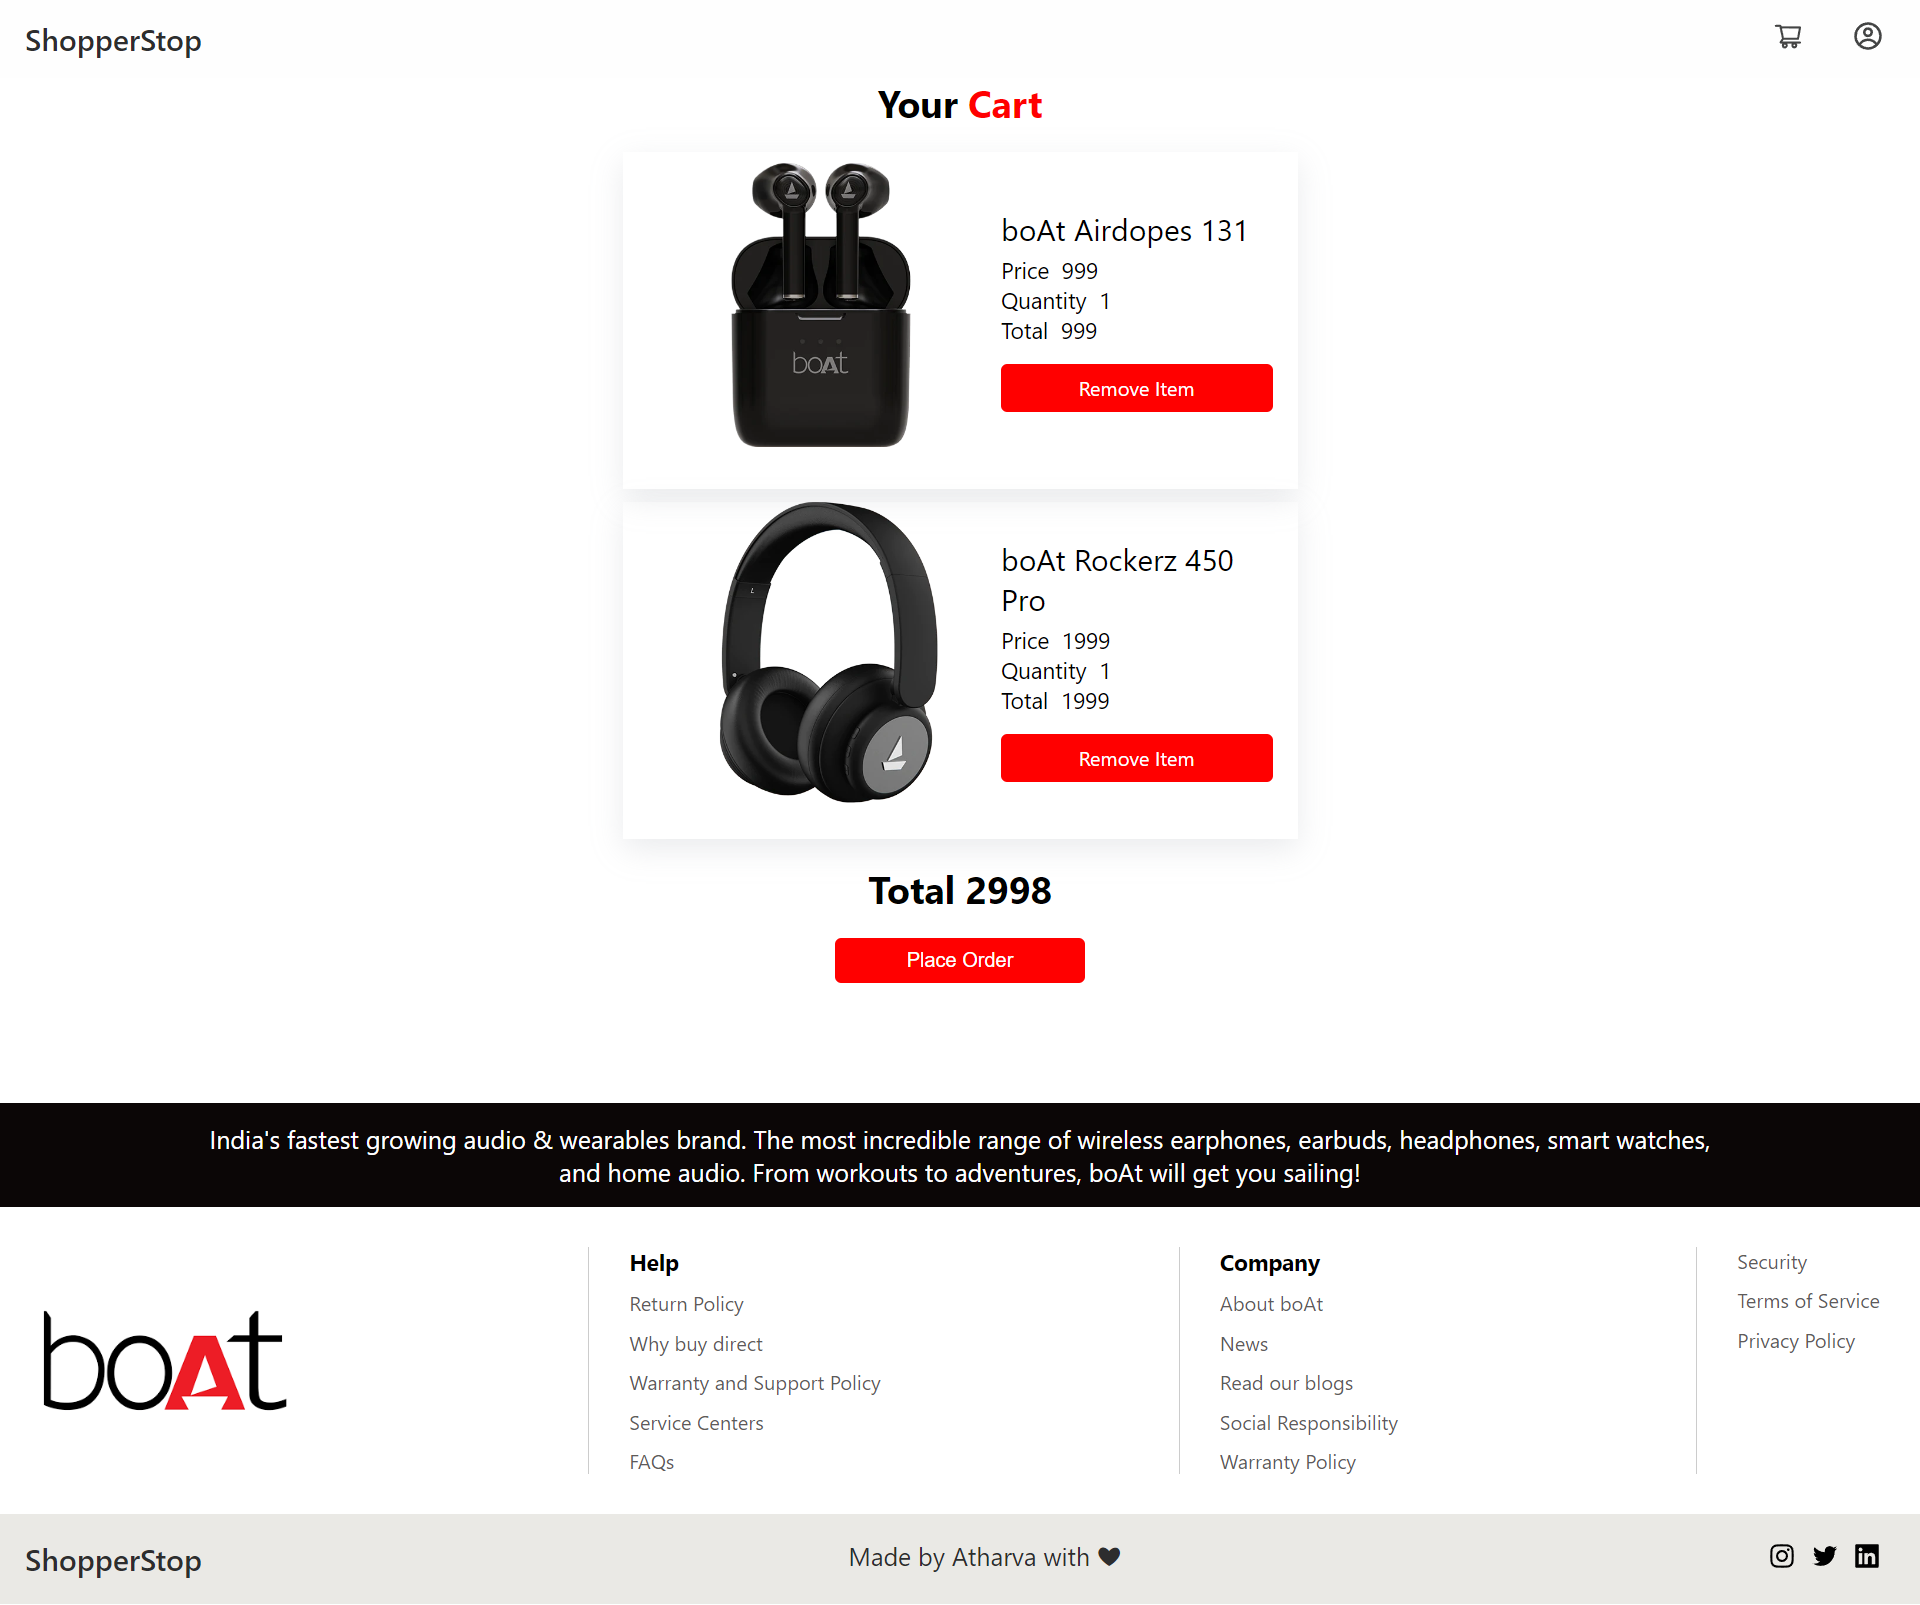 ShopperStop
Your Cart
boAt
boAt Airdopes 131
Price 999
Quantity 1
Total 999
Remove Item
L
boAt Rockerz 450
Pro
Price 1999
Quantity 1
Total 1999
Remove Item
Total 2998
Place Order
India's fastest growing audio & wearables brand. The most incredible range of wireless earphones, earbuds, headphones, smart watches,
and home audio. From workouts to adventures, boAt will get you sailing!
boAt
Help
Return Policy
Why buy direct
Warranty and Support Policy
Service Centers
FAQs
Company
About boAt
News
Read our blogs
Social Responsibility
Warranty Policy
Security
Terms of Service
Privacy Policy
ShopperStop
Made by Atharva with 🖤